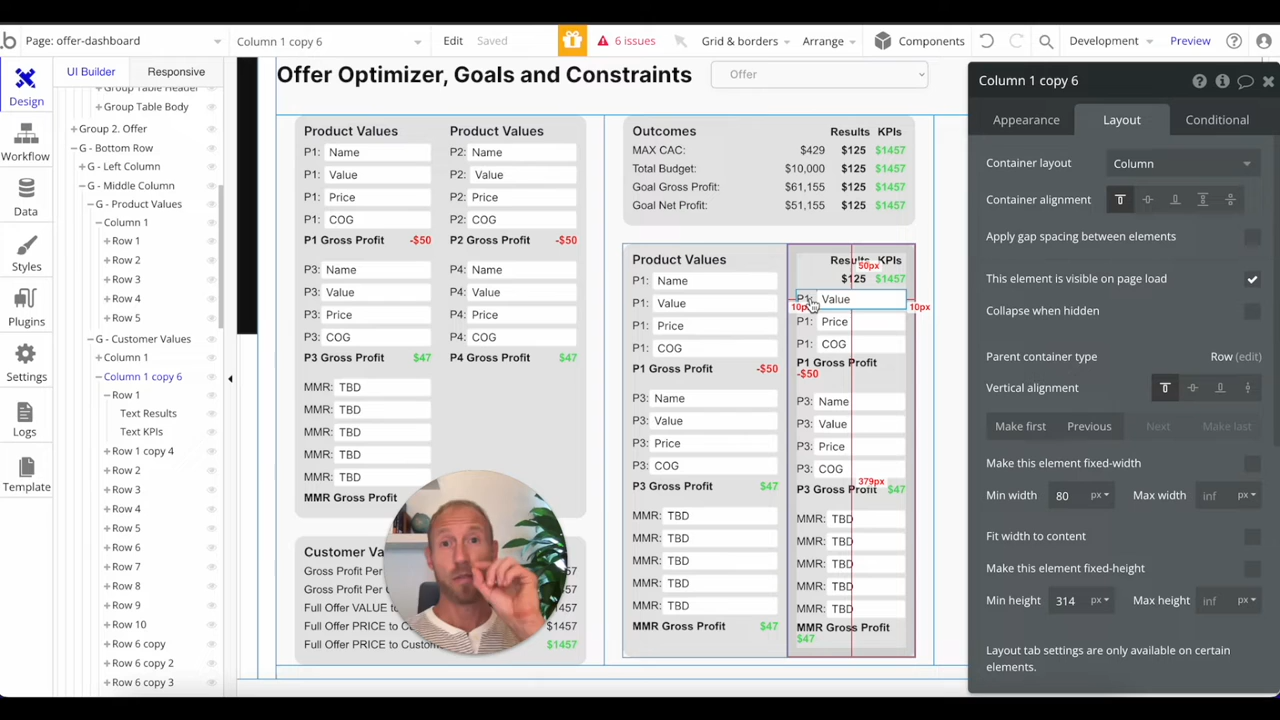 b Page: offer-dashboard Column 1 copy 6 Edit Saved 6 issues Grid & borders Arrange Components Development Preview
UI Builder Responsive
Design
Workflow
Data
Styles
Plugins
Settings
Logs
Template
Group Table Header
Group Table Body
Group 2. Offer
G - Bottom Row
G - Left Column
G - Middle Column
G - Product Values
Column 1
Row 1
Row 2
Row 3
Row 4
Row 5
G - Customer Values
Column 1
Column 1 copy 6
Row 1
Text Results
Text KPIs
Row 1 copy 4
Row 2
Row 3
Row 4
Row 5
Row 6
Row 7
Row 8
Row 9
Row 10
Row 6 copy
Row 6 copy 2
Row 6 copy 3
Offer Optimizer, Goals and Constraints
Offer
Product Values
P1: Name
P1: Value
P1: Price
P1: COG
P1 Gross Profit -$50
P3: Name
P3: Value
P3: Price
P3: COG
P3 Gross Profit $47
MMR: TBD
MMR: TBD
MMR: TBD
MMR: TBD
MMR: TBD
MMR Gross Profit
Product Values
P2: Name
P2: Value
P2: Price
P2: COG
P2 Gross Profit -$50
P4: Name
P4: Value
P4: Price
P4: COG
P4 Gross Profit $47
Customer Va
Gross Profit Per $1457
Gross Profit Per $1457
Full Offer VALUE to $1457
Full Offer PRICE to C $1457
Full Offer PRICE to Custom $1457
Outcomes Results KPIs
MAX CAC: $429 $125 $1457
Total Budget: $10,000 $125 $1457
Goal Gross Profit: $61,155 $125 $1457
Goal Net Profit: $51,155 $125 $1457
Product Values
P1: Name
P1: Value
P1: Price
P1: COG
P1 Gross Profit -$50
P3: Name
P3: Value
P3: Price
P3: COG
P3 Gross Profit $47
MMR: TBD
MMR: TBD
MMR: TBD
MMR: TBD
MMR: TBD
MMR Gross Profit $47
Results KPIs
50px
$125 $1457
P1: Value
10px 10px
P1: Price
P1: COG
P1 Gross Profit
-$50
P3: Name
P3: Value
P3: Price
P3: COG
379px
P3 Gross Profit $47
MMR: TBD
MMR: TBD
MMR: TBD
MMR: TBD
MMR: TBD
MMR Gross Profit
$47
Column 1 copy 6
Appearance Layout Conditional
Container layout Column
Container alignment
Apply gap spacing between elements
This element is visible on page load
Collapse when hidden
Parent container type Row (edit)
Vertical alignment
Make first Previous Next Make last
Make this element fixed-width
Min width 80 px Max width inf px
Fit width to content
Make this element fixed-height
Min height 314 px Max height inf px
Layout tab settings are only available on certain
elements.